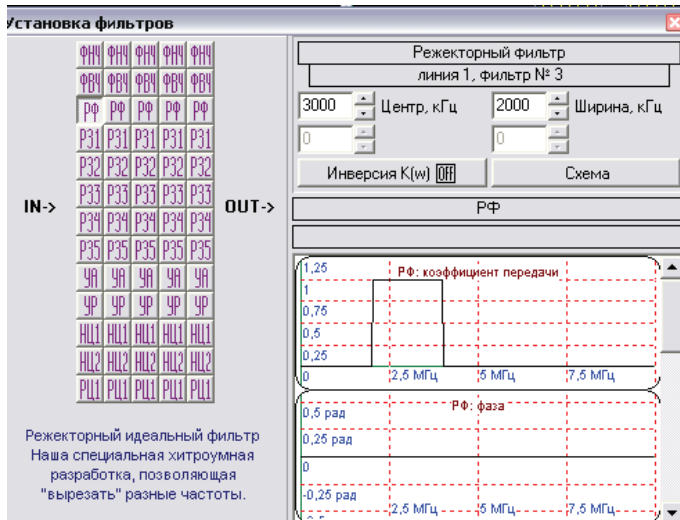 Установка фильтров
ФНЧ ФНЧ ФНЧ ФНЧ ФНЧ
ФВЧ ФВЧ ФВЧ ФВЧ ФВЧ
РФ РФ РФ РФ РФ
РЗ1 РЗ1 РЗ1 РЗ1 РЗ1
РЗ2 РЗ2 РЗ2 РЗ2 РЗ2
РЗ3 РЗ3 РЗ3 РЗ3 РЗ3
РЗ4 РЗ4 РЗ4 РЗ4 РЗ4
РЗ5 РЗ5 РЗ5 РЗ5 РЗ5
УА УА УА УА УА
УР УР УР УР УР
НЦ1 НЦ1 НЦ1 НЦ1 НЦ1
НЦ2 НЦ2 НЦ2 НЦ2 НЦ2
РЦ1 РЦ1 РЦ1 РЦ1 РЦ1
IN->
OUT->
Режекторный идеальный фильтр
Наша специальная хитроумная
разработка, позволяющая
"вырезать" разные частоты.
Режекторный фильтр
линия 1, фильтр № 3
3000 Центр, кГц 2000 Ширина, кГц
0 0
Инверсия K(w) Off Схема
РФ
РФ: коэффициент передачи
1,25
1
0,75
0,5
0,25
0 2,5 МГц 5 МГц 7,5 МГц
РФ: фаза
0,5 рад
0,25 рад
0
-0,25 рад
2,5 МГц 5 МГц 7,5 МГц